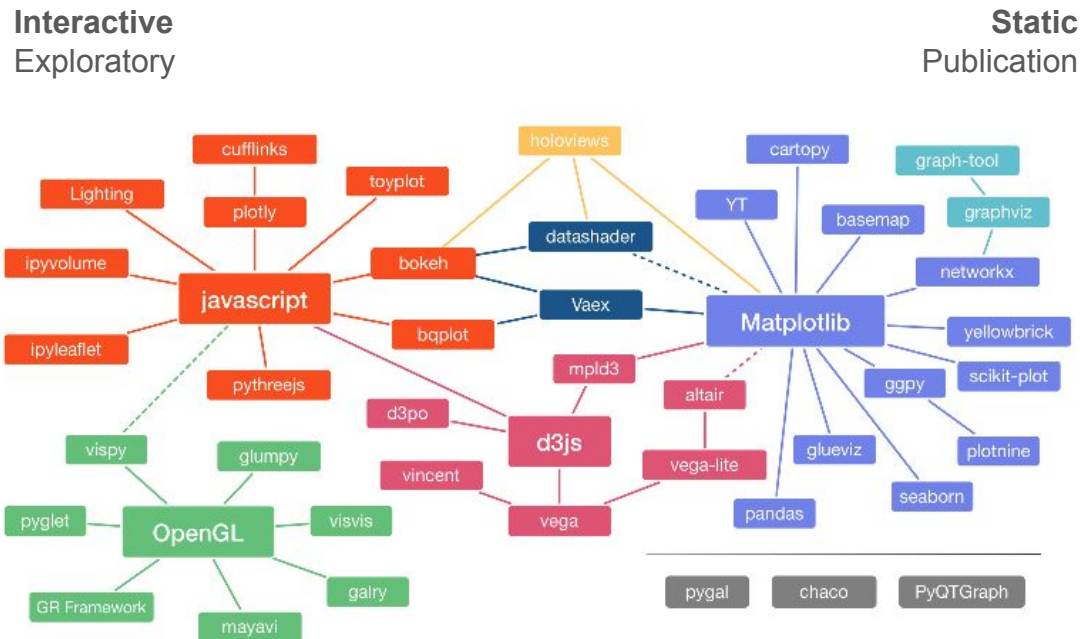 Interactive
Exploratory
Static
Publication
cufflinks
holoviews
cartopy
graph-tool
Lighting
toyplot
plotly
YT
basemap
graphviz
ipyvolume
bokeh
datashader
networkx
javascript
Vaex
Matplotlib
ipyleaflet
bqplot
yellowbrick
pythreejs
mpld3
altair
ggpy
scikit-plot
d3po
d3js
vispy
glumpy
vincent
vega-lite
glueviz
plotnine
pyglet
OpenGL
visvis
vega
pandas
seaborn
GR Framework
galry
mayavi
pygal
chaco
PyQTGraph